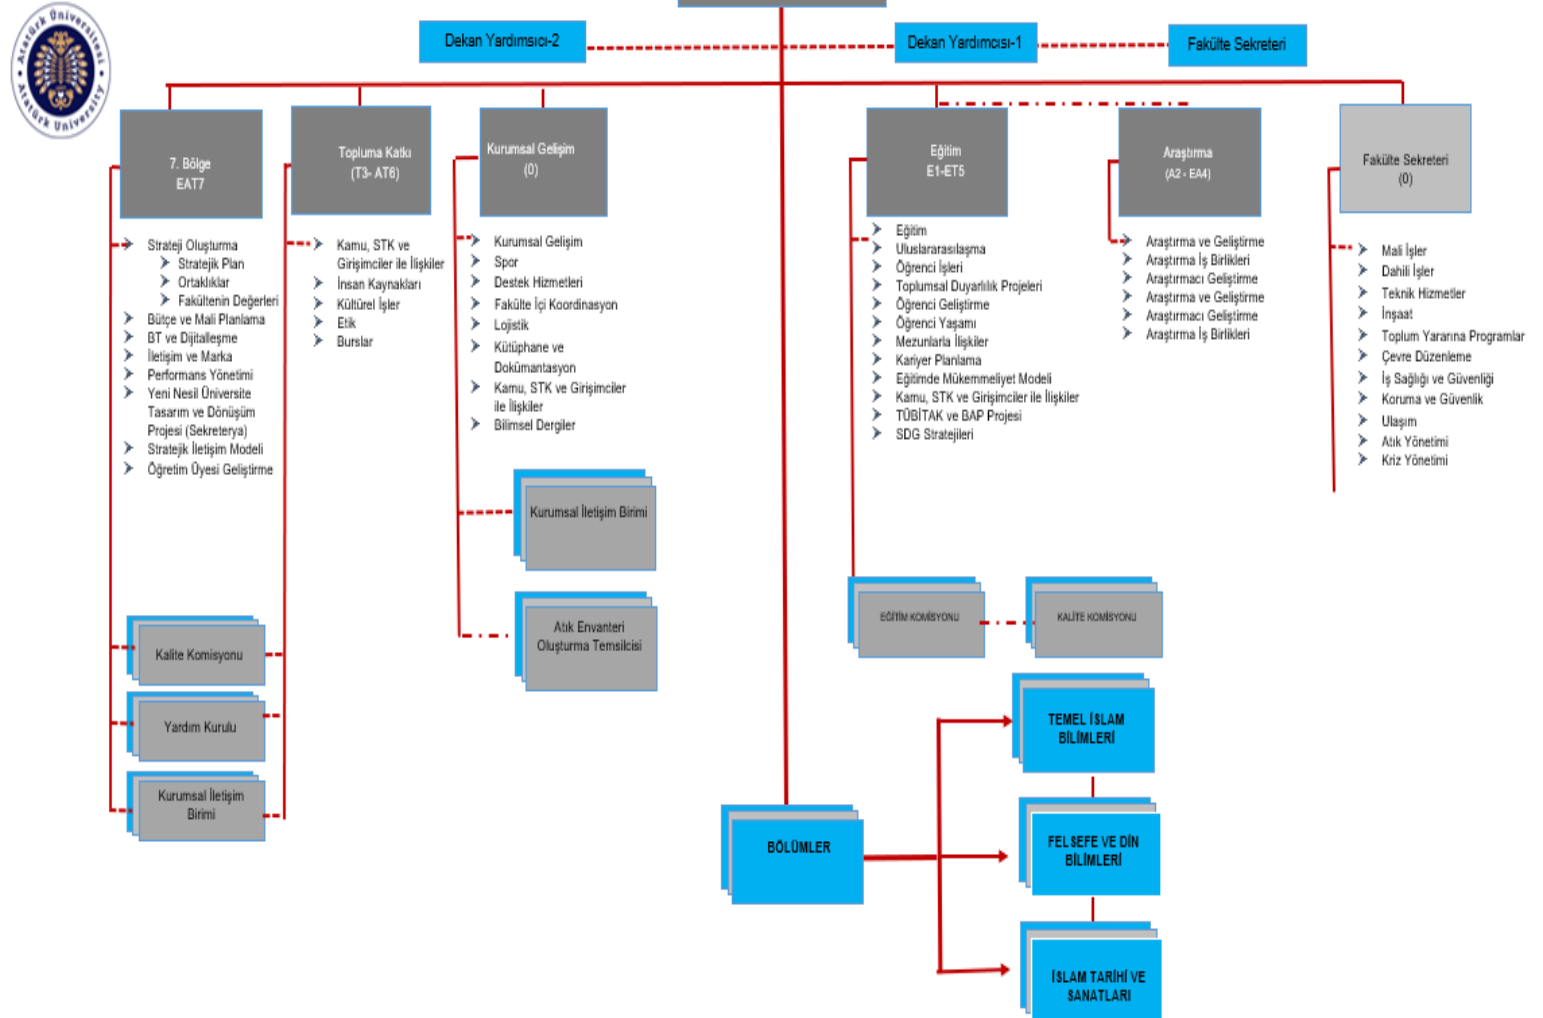 Atatürk Üniversitesi
Atatürk University
Dekan Yardımsıcı-2
Dekan Yardımcısı-1
Fakülte Sekreteri
7. Bölge
EAT7
Strateji Oluşturma
Stratejik Plan
Ortaklıklar
Fakültenin Değerleri
Bütçe ve Mali Planlama
BT ve Dijitalleşme
İletişim ve Marka
Performans Yönetimi
Yeni Nesil Üniversite
Tasarım ve Dönüşüm
Projesi (Sekreterya)
Stratejik İletişim Modeli
Öğretim Üyesi Geliştirme
Kalite Komisyonu
Yardım Kurulu
Kurumsal İletişim
Birimi
Topluma Katkı
(T3- AT6)
Kamu, STK ve
Girişimciler ile İlişkiler
İnsan Kaynakları
Kültürel İşler
Etik
Burslar
Kurumsal Gelişim
(0)
Kurumsal Gelişim
Spor
Destek Hizmetleri
Fakülte İçi Koordinasyon
Lojistik
Kütüphane ve
Dokümantasyon
Kamu, STK ve Girişimciler
ile İlişkiler
Bilimsel Dergiler
Kurumsal İletişim Birimi
Atık Envanteri
Oluşturma Temsilcisi
Eğitim
E1-ET5
Eğitim
Uluslararasılaşma
Öğrenci İşleri
Toplumsal Duyarlılık Projeleri
Öğrenci Geliştirme
Öğrenci Yaşamı
Mezunlarla İlişkiler
Kariyer Planlama
Eğitimde Mükemmeliyet Modeli
Kamu, STK ve Girişimciler ile İlişkiler
TÜBİTAK ve BAP Projesi
SDG Stratejileri
EĞİTİM KOMİSYONU
KALİTE KOMİSYONU
Araştırma
(A2 - EA4)
Araştırma ve Geliştirme
Araştırma İş Birlikleri
Araştırmacı Geliştirme
Araştırma ve Geliştirme
Araştırmacı Geliştirme
Araştırma İş Birlikleri
Fakülte Sekreteri
(0)
Mali İşler
Dahili İşler
Teknik Hizmetler
İnşaat
Toplum Yararına Programlar
Çevre Düzenleme
İş Sağlığı ve Güvenliği
Koruma ve Güvenlik
Ulaşım
Atık Yönetimi
Kriz Yönetimi
BÖLÜMLER
TEMEL İSLAM
BİLİMLERİ
FELSEFE VE DİN
BİLİMLERİ
İSLAM TARİHİ VE
SANATLARI